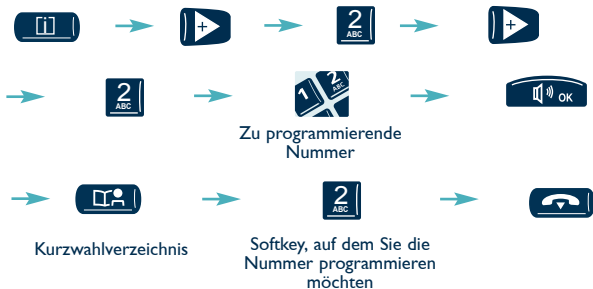 [i] + 2 ABC +
2 ABC 1 2 ABC OK
Zu programmierende
Nummer
2 ABC
Kurzwahlverzeichnis
Softkey, auf dem Sie die
Nummer programmieren
möchten